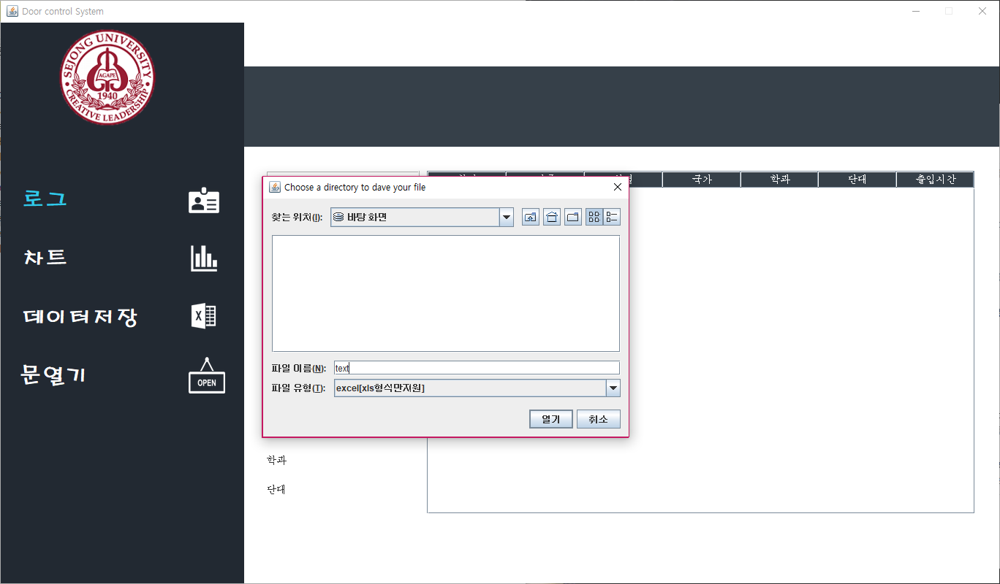 Door control System
SEJONG UNIVERSITY
AGAPE
1940
CREATIVE LEADERSHIP
로그
차트
데이터저장
X
문열기
OPEN
국가 학과 단대 출입시간
Choose a directory to dave your file
찾는 위치(I): 바탕 화면
파일 이름(N): text
파일 유형(T): excel[xls형식만지원]
열기 취소
학과
단대